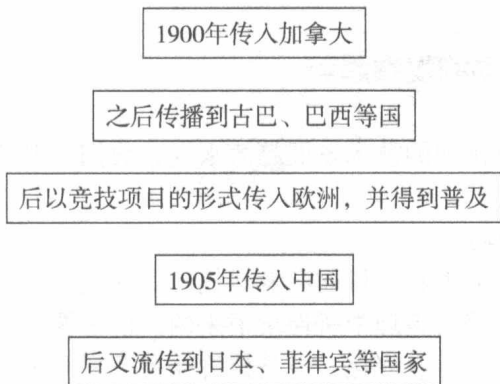 1900年传入加拿大
之后传播到古巴、巴西等国
后以竞技项目的形式传入欧洲，并得到普及
1905年传入中国
后又流传到日本、菲律宾等国家